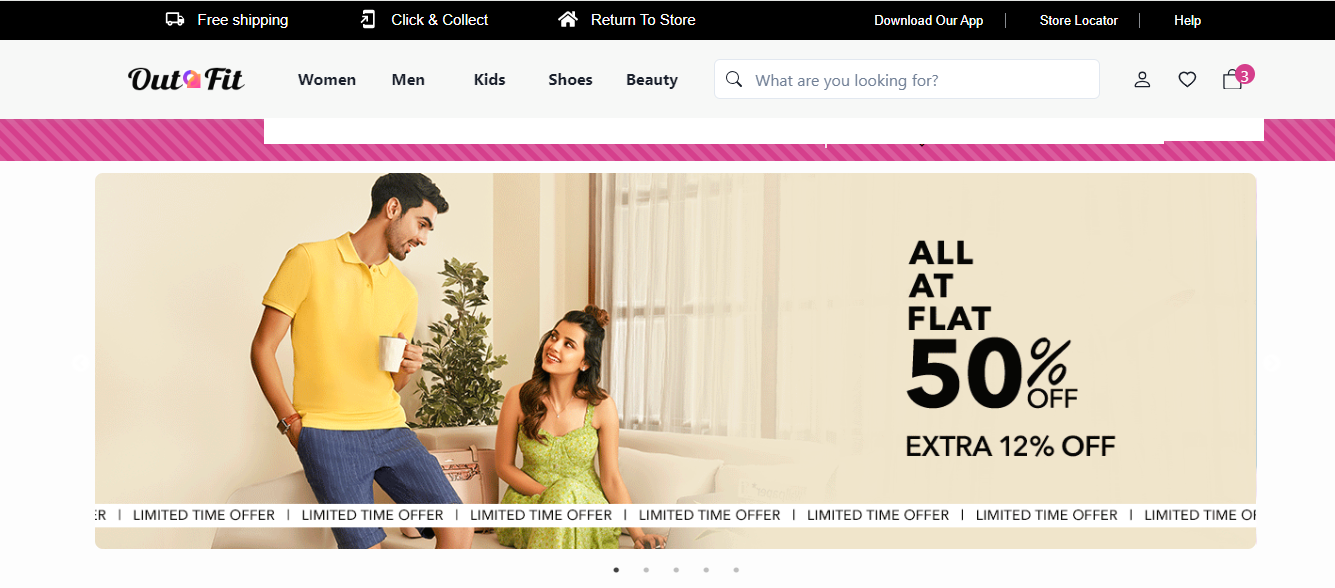 Free shipping
Click & Collect
Return To Store
Download Our App
Store Locator
Help
OutFit
Women
Men
Kids
Shoes
Beauty
What are you looking for?
3
ALL
AT
FLAT
50%
OFF
EXTRA 12% OFF
ER | LIMITED TIME OFFER | LIMITED TIME OFFER | LIMITED TIME OFFER | LIMITED TIME OFFER | LIMITED TIME OFFER | LIMITED TIME OFFER | LIMITED TIME OF